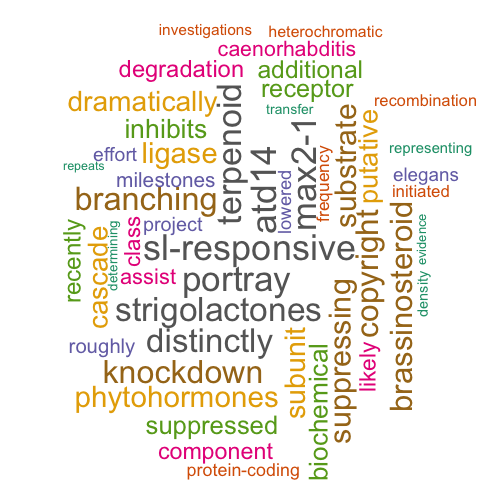 investigations
heterochromatic
caenorhabditis
degradation
additional
receptor
dramatically
recombination
transfer
inhibits
terpenoid
atd14
.max2-1
frequency
substrate
putative
representing
effort
ligase
repeats
milestones
lowered
elegans
initiated
branching
recently
cascade
determining
class
project
sl-responsive
copyright
brassinosteroid
evidence
density
assist
portray
strigolactones
distinctly
roughly
knockdown
subunit
suppressing
likely
phytohormones
biochemical
suppressed
component
protein-coding